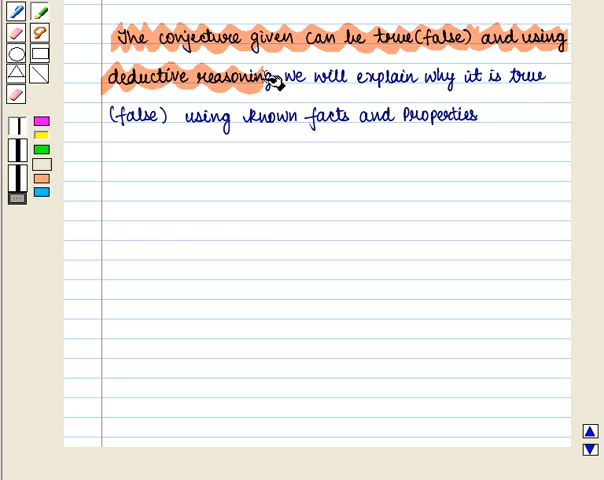 The conjecture given can be true(false) and using
deductive reasoning we will explain why it is true
(false) using known facts and Properties